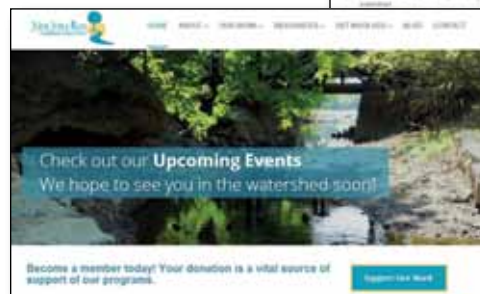 HOME ABOUT OUR WORK RESOURCES GET INVOLVED BLOG CONTACT
Check out our Upcoming Events
We hope to see you in the watershed soon!
Become a member today! Your donation is a vital source of
support of our programs.
Support Our Work